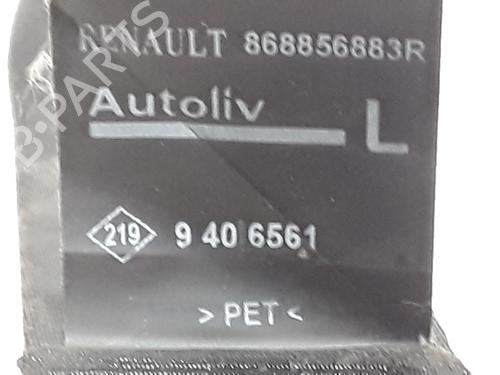 RENAULT 868856883R
Autoliv
L
219 9 40 6561
>PET<
B-PARTS